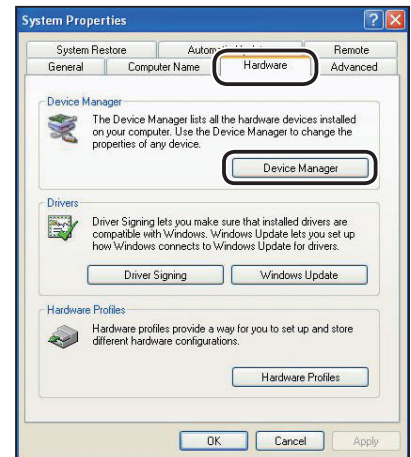 System Properties
System Restore Remote
General Computer Name Hardware Advanced
Device Manager
The Device Manager lists all the hardware devices installed
on your computer. Use the Device Manager to change the
properties of any device.
Device Manager
Drivers
Driver Signing lets you make sure that installed drivers are
compatible with Windows. Windows Update lets you set up
how Windows connects to Windows Update for drivers.
Driver Signing Windows Update
Hardware Profiles
Hardware profiles provide a way for you to set up and store
different hardware configurations.
Hardware Profiles
OK Cancel Apply